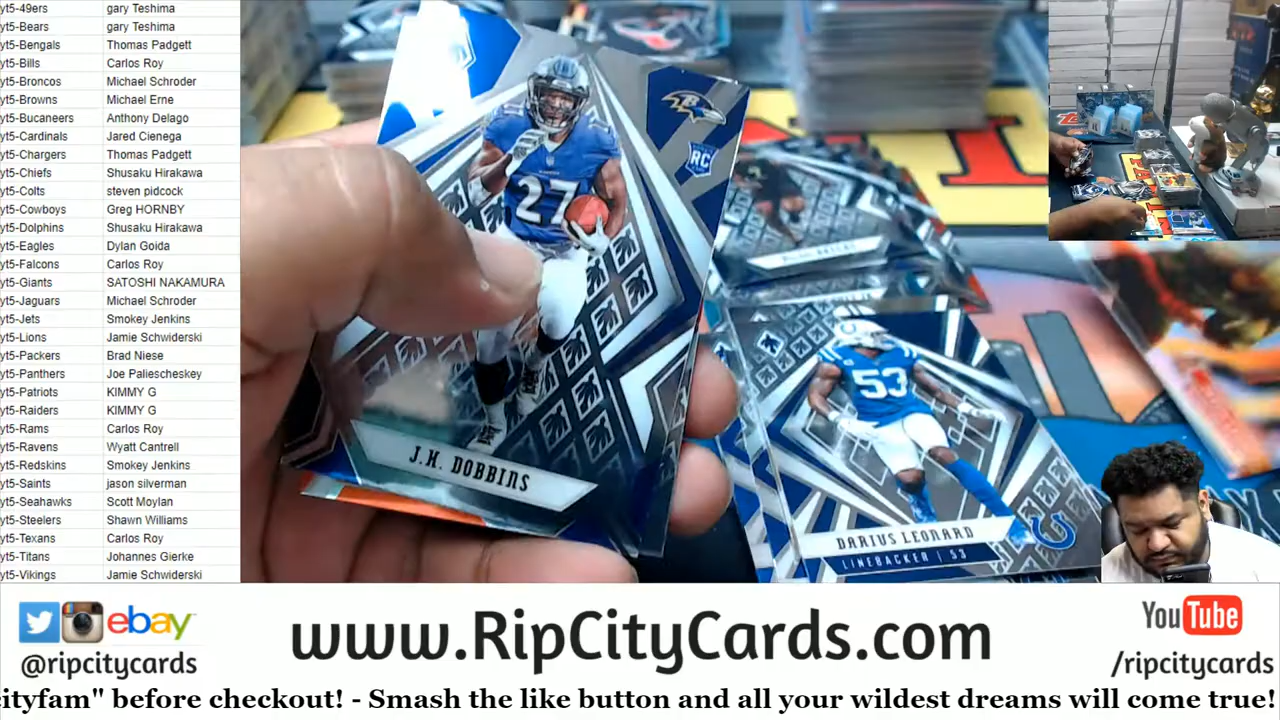 yt5-49ers gary Teshima
yt5-Bears gary Teshima
yt5-Bengals Thomas Padgett
yt5-Bills Carlos Roy
yt5-Broncos Michael Schroder
yt5-Browns Michael Erne
yt5-Bucaneers Anthony Delago
yt5-Cardinals Jared Cienega
yt5-Chargers Thomas Padgett
yt5-Chiefs Shusaku Hirakawa
yt5-Colts steven pidcock
yt5-Cowboys Greg HORNBY
yt5-Dolphins Shusaku Hirakawa
yt5-Eagles Dylan Goida
yt5-Falcons Carlos Roy
yt5-Giants SATOSHI NAKAMURA
yt5-Jaguars Michael Schroder
yt5-Jets Smokey Jenkins
yt5-Lions Jamie Schwiderski
yt5-Packers Brad Niese
yt5-Panthers Joe Paliescheskey
yt5-Patriots KIMMY G
yt5-Raiders KIMMY G
yt5-Rams Carlos Roy
yt5-Ravens Wyatt Cantrell
yt5-Redskins Smokey Jenkins
yt5-Saints jason silverman
yt5-Seahawks Scott Moylan
yt5-Steelers Shawn Williams
yt5-Texans Carlos Roy
yt5-Titans Johannes Gierke
yt5-Vikings Jamie Schwiderski
B
RC
27
27
J.K. DOBBINS
53
DARIUS LEONARD
LINEBACKER | 53
ebay
@ripcitycards
www.RipCityCards.com
YouTube
/ripcitycards
cityfam" before checkout! - Smash the like button and all your wildest dreams will come true!